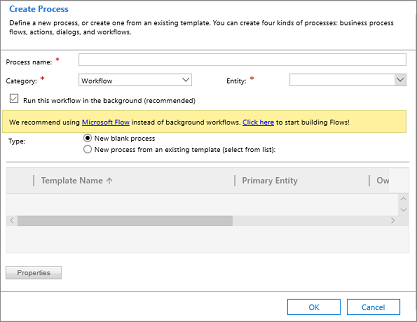 Create Process
Define a new process, or create one from an existing template. You can create four kinds of processes: business process
flows, actions, dialogs, and workflows.
Process name: *
Category: * Workflow Entity: *
Run this workflow in the background (recommended)
We recommend using Microsoft Flow instead of background workflows. Click here to start building Flows!
Type: New blank process
New process from an existing template (select from list):
Template Name ↑ Primary Entity Ow
Properties
OK Cancel